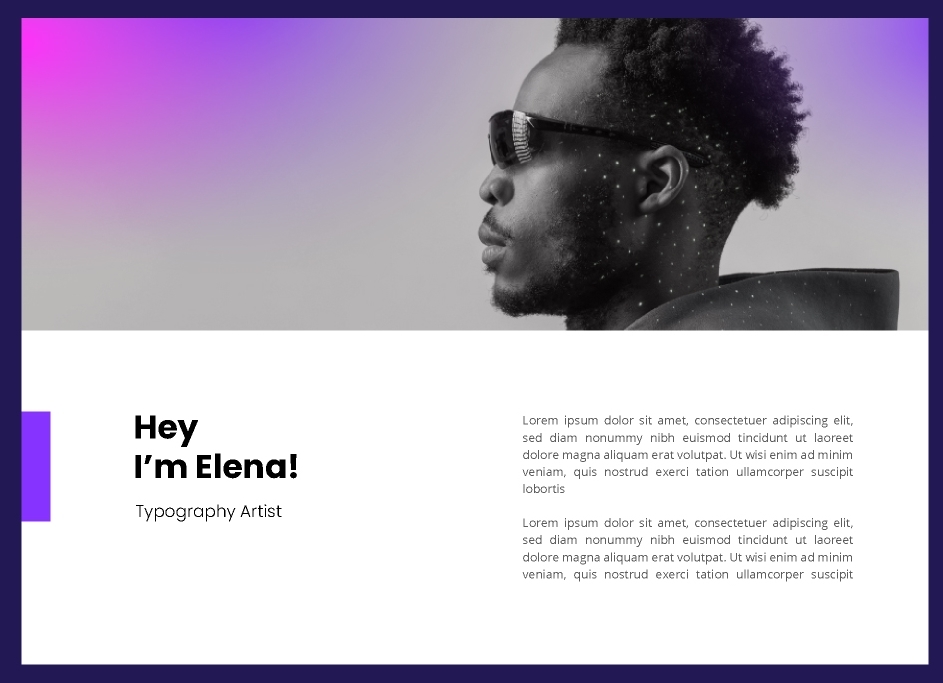 Hey
I’m Elena!
Typography Artist
Lorem ipsum dolor sit amet, consectetuer adipiscing elit,
sed diam nonummy nibh euismod tincidunt ut laoreet
dolore magna aliquam erat volutpat. Ut wisi enim ad minim
veniam, quis nostrud exerci tation ullamcorper suscipit
lobortis
Lorem ipsum dolor sit amet, consectetuer adipiscing elit,
sed diam nonummy nibh euismod tincidunt ut laoreet
dolore magna aliquam erat volutpat. Ut wisi enim ad minim
veniam, quis nostrud exerci tation ullamcorper suscipit